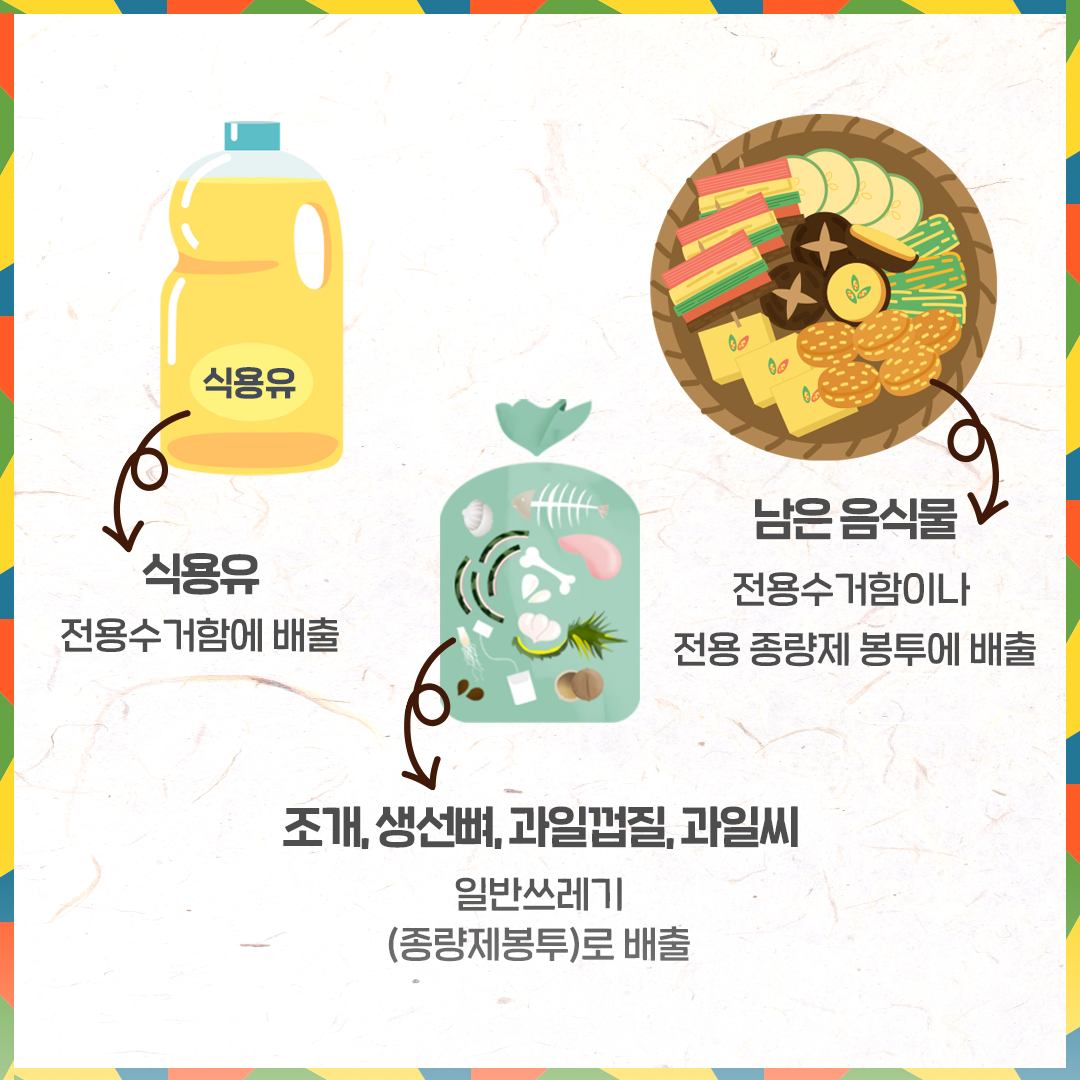 식용유
식용유
전용수거함에 배출
남은 음식물
전용수거함이나
전용 종량제 봉투에 배출
조개, 생선뼈, 과일껍질, 과일씨
일반쓰레기
(종량제봉투)로 배출